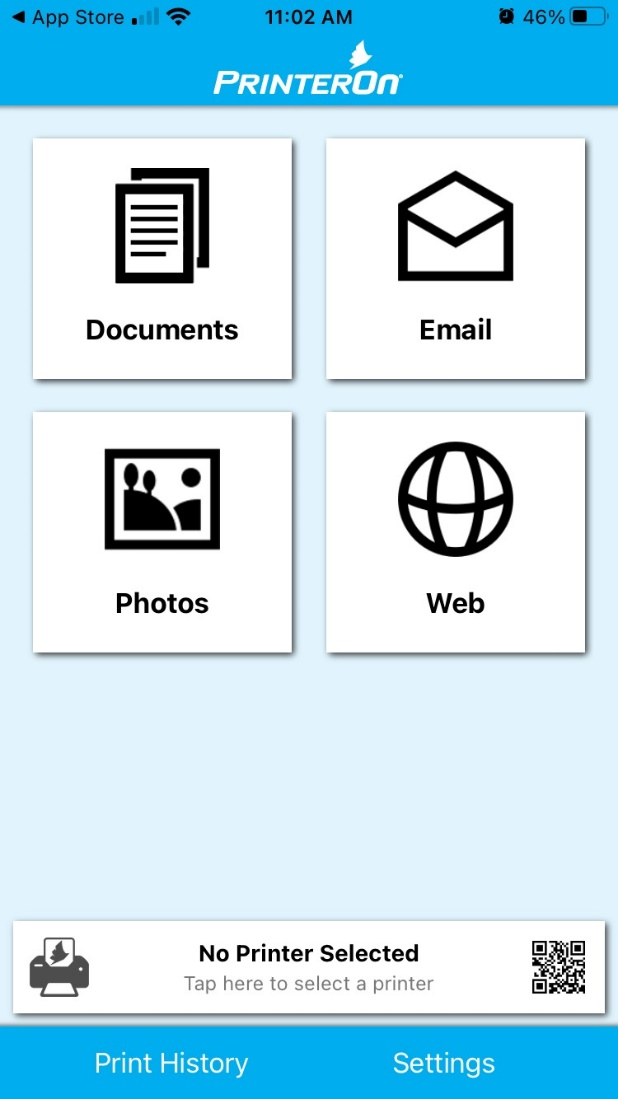 ◀ App Store 11:02 AM 46%
PRINTERON
Documents
Email
Photos
Web
No Printer Selected
Tap here to select a printer
Print History
Settings